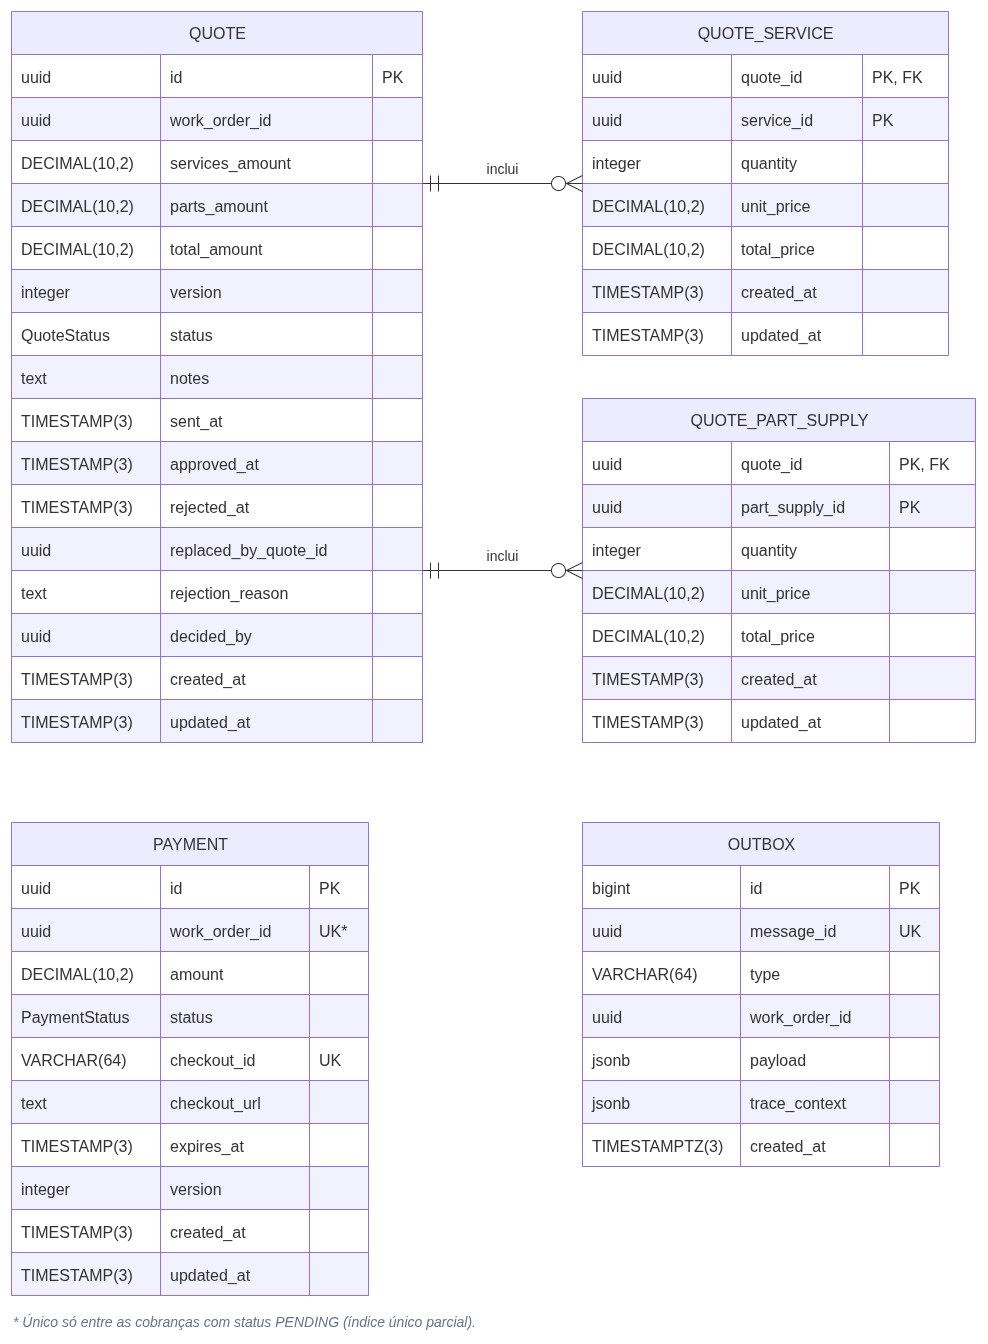 QUOTE
uuid id PK
uuid work_order_id
DECIMAL(10,2) services_amount
DECIMAL(10,2) parts_amount
DECIMAL(10,2) total_amount
integer version
QuoteStatus status
text notes
TIMESTAMP(3) sent_at
TIMESTAMP(3) approved_at
TIMESTAMP(3) rejected_at
uuid replaced_by_quote_id
text rejection_reason
uuid decided_by
TIMESTAMP(3) created_at
TIMESTAMP(3) updated_at
inclui
inclui
QUOTE_SERVICE
uuid quote_id PK, FK
uuid service_id PK
integer quantity
DECIMAL(10,2) unit_price
DECIMAL(10,2) total_price
TIMESTAMP(3) created_at
TIMESTAMP(3) updated_at
QUOTE_PART_SUPPLY
uuid quote_id PK, FK
uuid part_supply_id PK
integer quantity
DECIMAL(10,2) unit_price
DECIMAL(10,2) total_price
TIMESTAMP(3) created_at
TIMESTAMP(3) updated_at
PAYMENT
uuid id PK
uuid work_order_id UK*
DECIMAL(10,2) amount
PaymentStatus status
VARCHAR(64) checkout_id UK
text checkout_url
TIMESTAMP(3) expires_at
integer version
TIMESTAMP(3) created_at
TIMESTAMP(3) updated_at
OUTBOX
bigint id PK
uuid message_id UK
VARCHAR(64) type
uuid work_order_id
jsonb payload
jsonb trace_context
TIMESTAMPTZ(3) created_at
* Único só entre as cobranças com status PENDING (índice único parcial).